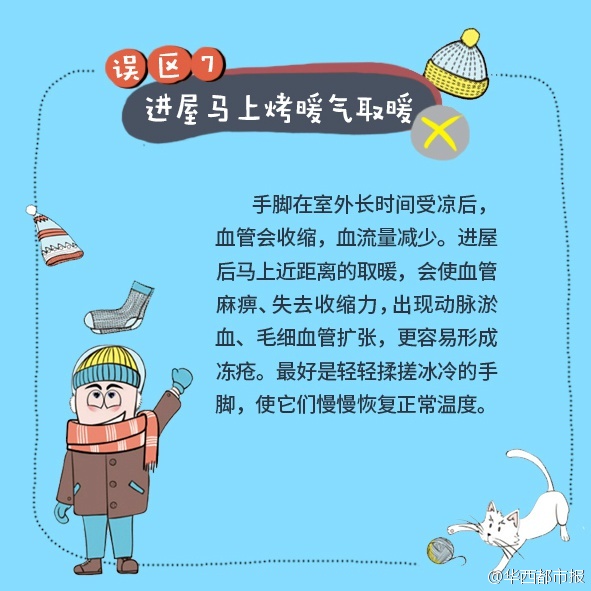 误区7
进屋马上烤暖气取暖
手脚在室外长时间受凉后，
血管会收缩，血流量减少。进屋
后马上近距离的取暖，会使血管
麻痹、失去收缩力，出现动脉淤
血、毛细血管扩张，更容易形成
冻疮。最好是轻轻揉搓冰冷的手
脚，使它们慢慢恢复正常温度。
@华西都市报